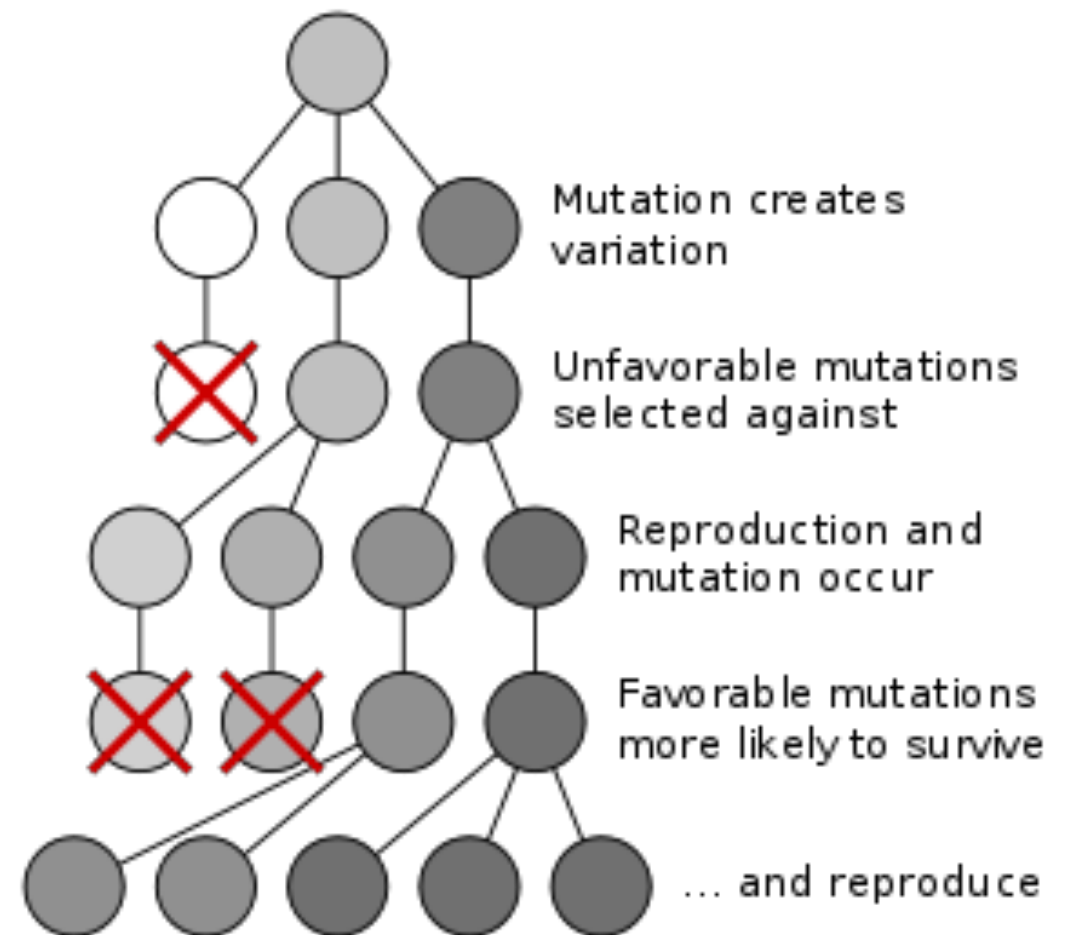 Mutation creates
variation
Unfavorable mutations
selected against
Reproduction and
mutation occur
Favorable mutations
more likely to survive
... and reproduce